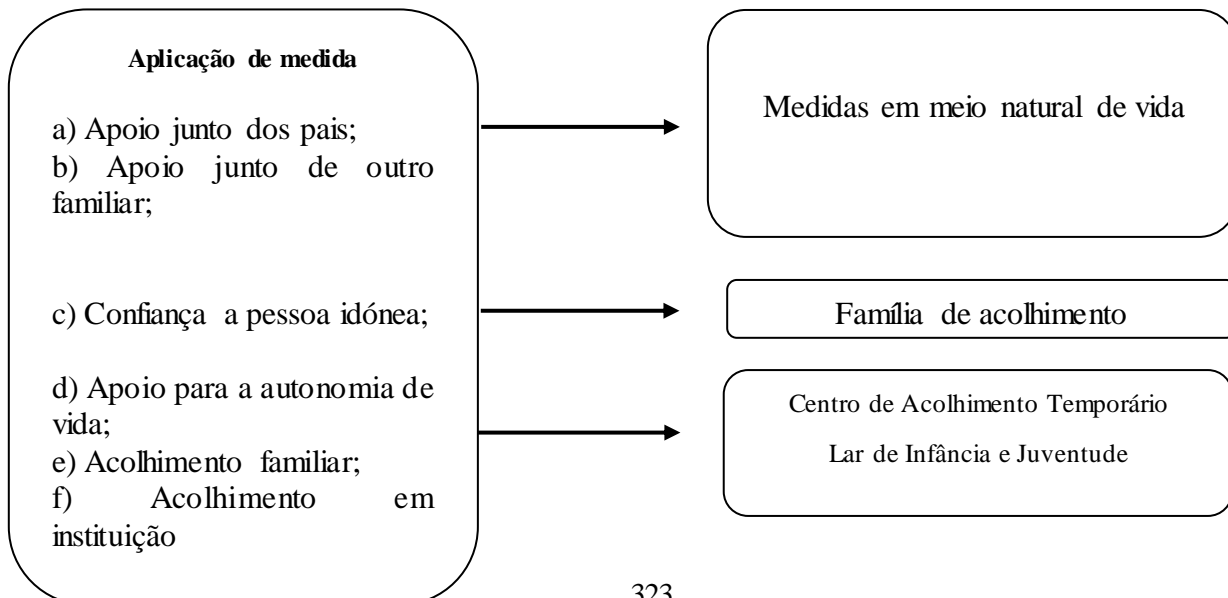 Aplicação de medida
a) Apoio junto dos pais;
b) Apoio junto de outro
familiar;
c) Confiança a pessoa idónea;
d) Apoio para a autonomia de
vida;
e) Acolhimento familiar;
f) Acolhimento em
instituição
Medidas em meio natural de vida
Família de acolhimento
Centro de Acolhimento Temporário
Lar de Infância e Juventude
323